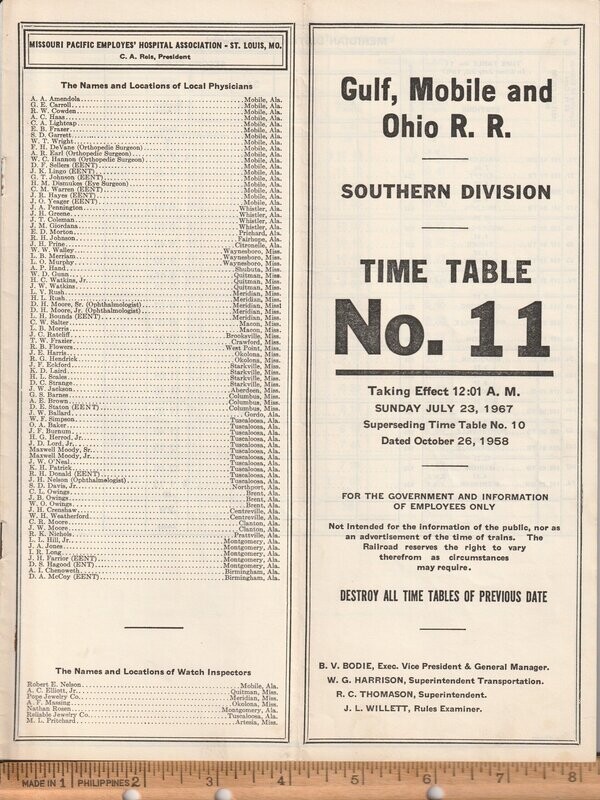 MISSOURI PACIFIC EMPLOYES' HOSPITAL ASSOCIATION - ST. LOUIS, MO.
C. A. Reis, President
The Names and Locations of Local Physicians
A. A. Amendola Mobile, Ala.
G. E. Carroll Mobile, Ala.
R. W. Cowden Mobile, Ala.
A. C. Haas Mobile, Ala.
C. A. Lightcap Mobile, Ala.
E. B. Frazer Mobile, Ala.
S. D. Garrett Mobile, Ala.
W. T. Wright Mobile, Ala.
F. H. DeVane (Orthopedic Surgeon) Mobile, Ala.
A. R. Earl (Orthopedic Surgeon) Mobile, Ala.
W. C. Hannon (Orthopedic Surgeon) Mobile, Ala.
D. F. Sellers (EENT) Mobile, Ala.
J. K. Lingo (EENT) Mobile, Ala.
G. T. Johnson (EENT) Mobile, Ala.
H. M. Dismukes (Eye Surgeon) Mobile, Ala.
C. M. Warren (EENT) Mobile, Ala.
J. R. Hayes (EENT) Mobile, Ala.
J. O. Yeager (EENT) Mobile, Ala.
J. A. Pennington Whistler, Ala.
J. H. Greene Whistler, Ala.
J. T. Coleman Whistler, Ala.
J. M. Giordana Whistler, Ala.
E. D. Morton Prichard, Ala.
R. H. Johnson Fairhope, Ala.
J. H. Prine Citronelle, Ala.
W. W. Walley Waynesboro, Miss.
L. B. Merriam Waynesboro, Miss.
L. O. Murphy Waynesboro, Miss.
A. P. Hand Shubuta, Miss.
W. D. Gunn Quitman, Miss.
H. C. Watkins, Jr. Quitman, Miss.
J. W. Watkins Quitman, Miss.
L. V. Rush Meridian, Miss.
H. L. Rush Meridian, Miss.
D. H. Moore, Sr. (Ophthalmologist) Meridian, Miss.
D. H. Moore, Jr. (Ophthalmologist) Meridian, Miss.
L. H. Bounds (EENT) Meridian, Miss.
C. W. Salter Macon, Miss.
L. B. Morris Macon, Miss.
J. C. Ratcliff Brooksville, Miss.
T. W. Frazier Crawford, Miss.
R. B. Flowers West Point, Miss.
J. E. Harris Okolona, Miss.
R. G. Hendrick Okolona, Miss.
J. F. Eckford Starkville, Miss.
K. D. Laird Starkville, Miss.
H. L. Scales Starkville, Miss.
D. C. Strange Starkville, Miss.
J. W. Jackson Aberdeen, Miss.
G. S. Barnes Columbus, Miss.
A. E. Brown Columbus, Miss.
D. E. Staton (EENT) Columbus, Miss.
J. W. Ballard Gordo, Ala.
W. F. Simpson Tuscaloosa, Ala.
O. A. Baker Tuscaloosa, Ala.
J. F. Burnum Tuscaloosa, Ala.
H. G. Herrod, Jr. Tuscaloosa, Ala.
J. D. Lord, Jr. Tuscaloosa, Ala.
Maxwell Moody, Sr. Tuscaloosa, Ala.
Maxwell Moody, Jr. Tuscaloosa, Ala.
J. W. O'Neal Tuscaloosa, Ala.
K. H. Patrick Tuscaloosa, Ala.
R. H. Donald (EENT) Tuscaloosa, Ala.
J. H. Nelson (Ophthalmologist) Tuscaloosa, Ala.
S. D. Davis, Jr. Northport, Ala.
C. L. Owings Brent, Ala.
J. B. Owings Brent, Ala.
W. O. Owings Brent, Ala.
J. H. Crenshaw Centreville, Ala.
W. H. Weatherford Centreville, Ala.
C. R. Moore Clanton, Ala.
J. W. Moore Clanton, Ala.
R. K. Nichols Prattville, Ala.
L. L. Hill, Jr. Montgomery, Ala.
J. A. Jones Montgomery, Ala.
I. R. Long Montgomery, Ala.
J. H. Farrior (EENT) Montgomery, Ala.
D. S. Hagood (ENT) Montgomery, Ala.
A. I. Chenoweth Birmingham, Ala.
D. A. McCoy (EENT) Birmingham, Ala.
The Names and Locations of Watch Inspectors
Robert E. Nelson Mobile, Ala.
A. C. Elliott, Jr. Quitman, Miss.
Pope Jewelry Co. Meridian, Miss.
A. F. Massing Okolona, Miss.
Nathan Rosen Montgomery, Ala.
Reliable Jewelry Co. Tuscaloosa, Ala.
M. L. Pritchard Artesia, Miss.
Gulf, Mobile and
Ohio R. R.
SOUTHERN DIVISION
TIME TABLE
No. 11
Taking Effect 12:01 A. M.
SUNDAY JULY 23, 1967
Superseding Time Table No. 10
Dated October 26, 1958
FOR THE GOVERNMENT AND INFORMATION
OF EMPLOYEES ONLY
Not Intended for the information of the public, nor as
an advertisement of the time of trains. The
Railroad reserves the right to vary
therefrom as circumstances
may require.
DESTROY ALL TIME TABLES OF PREVIOUS DATE
B. V. BODIE, Exec. Vice President & General Manager.
W. G. HARRISON, Superintendent Transportation.
R. C. THOMASON, Superintendent.
J. L. WILLETT, Rules Examiner.
MADE IN 1 PHILIPPINES 2 3 4 5 6 7 8